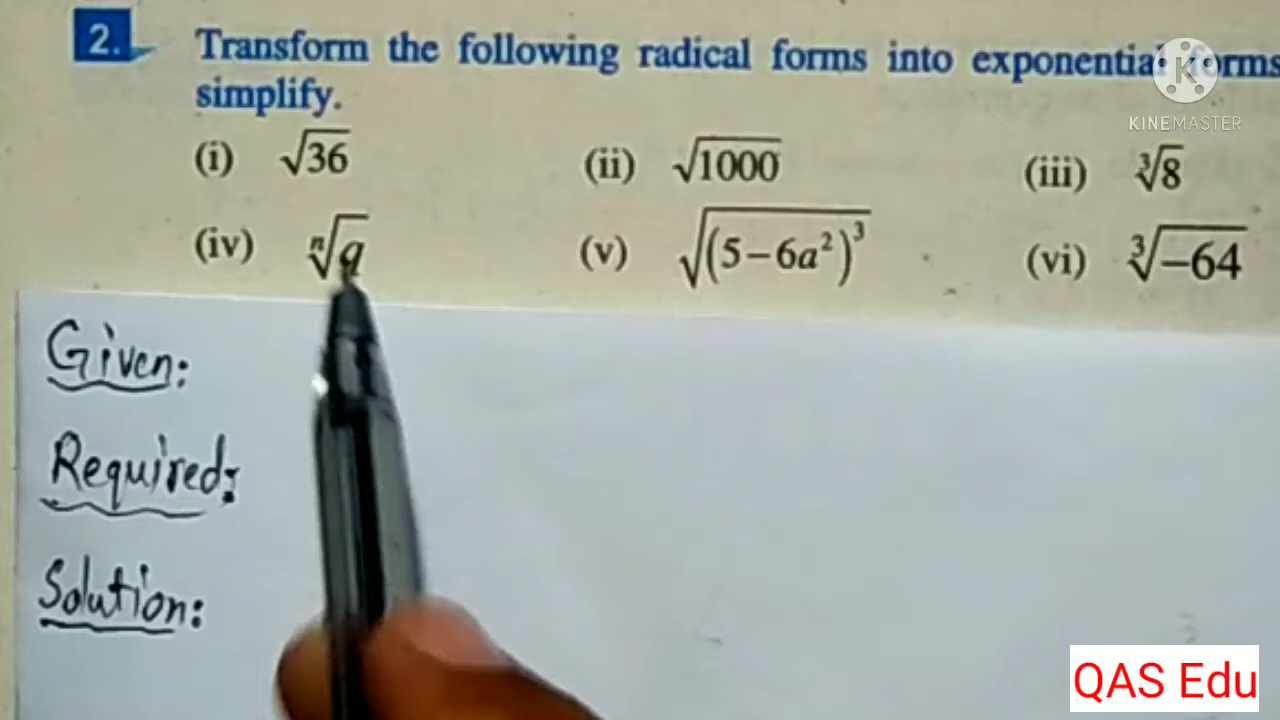 2. Transform the following radical forms into exponential forms
simplify.
(i) √36 (ii) √1000 (iii) ∛8
(iv) ⁿ√q (v) √(5−6a²)³ (vi) ∛−64
KINEMASTER
Given:
Required:
Solution:
QAS Edu